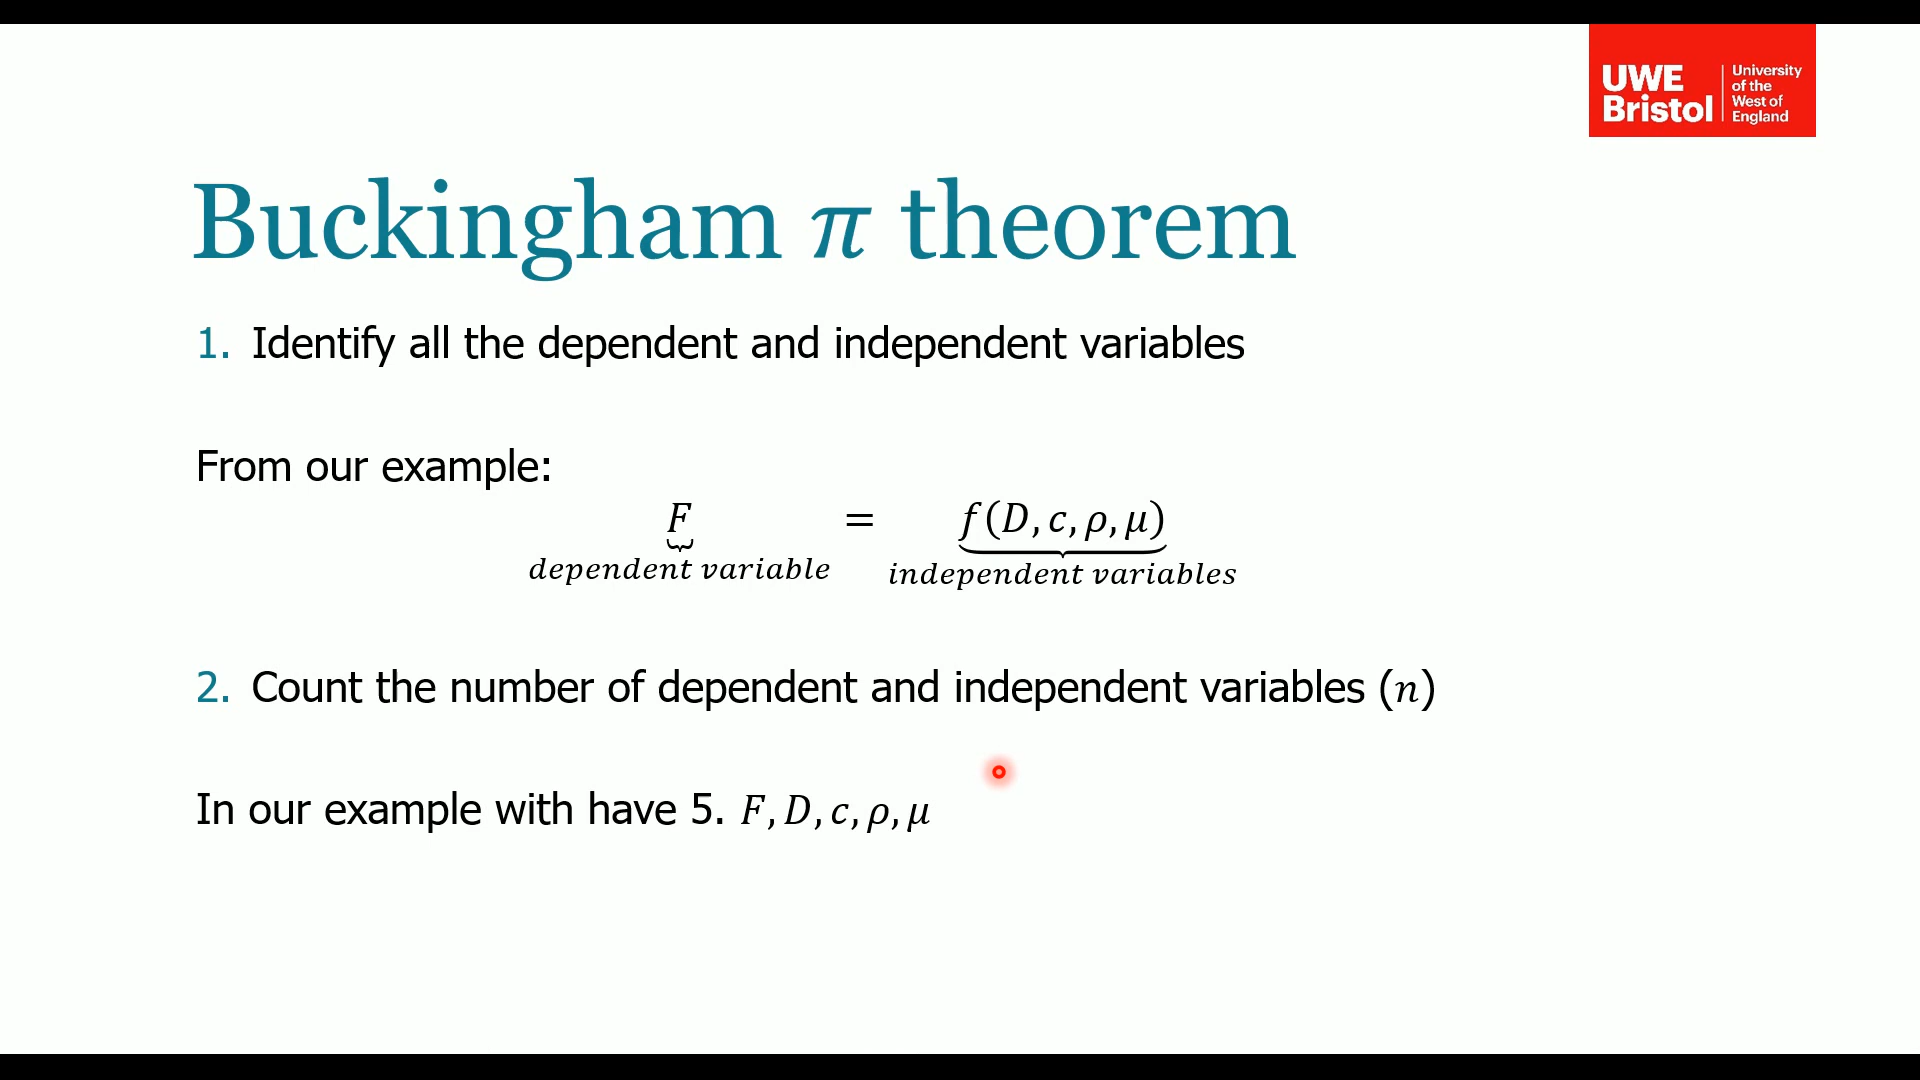 UWE Bristol
University of the West of England
Buckingham π theorem
1. Identify all the dependent and independent variables
From our example:
F = f(D, c, ρ, μ)
dependent variable independent variables
2. Count the number of dependent and independent variables (n)
In our example with have 5. F, D, c, ρ, μ